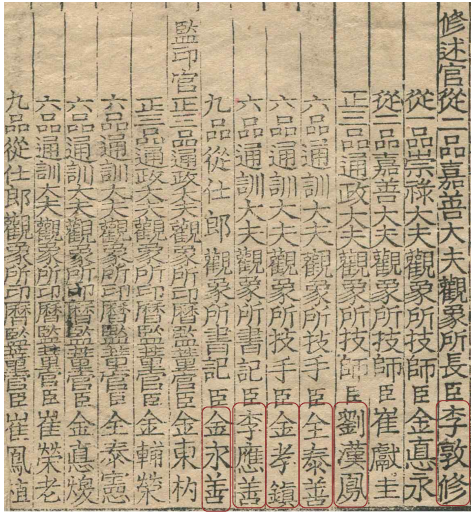 修述官從二品嘉善大夫觀象所長臣李敦修
從一品崇祿大夫觀象所技師臣金悳永
從二品嘉善大夫觀象所技師臣崔獻圭
正三品通政大夫觀象所技師臣劉漢鳳
六品通訓大夫觀象所技手臣全泰善
六品通訓大夫觀象所技手臣金孝鎭
六品通訓大夫觀象所書記臣李應善
九品從仕郎觀象所書記臣金永善
監印官正三品通政大夫觀象所印曆監董官臣金東杓
正三品通政大夫觀象所印曆監董官臣金輔榮
六品通訓大夫觀象所印曆監董官臣全泰憲
六品通訓大夫觀象所印曆監董官臣金悳煥
六品通訓大夫觀象所印曆監董官臣崔榮老
九品從仕郎觀象所印曆監董官臣崔鳳植